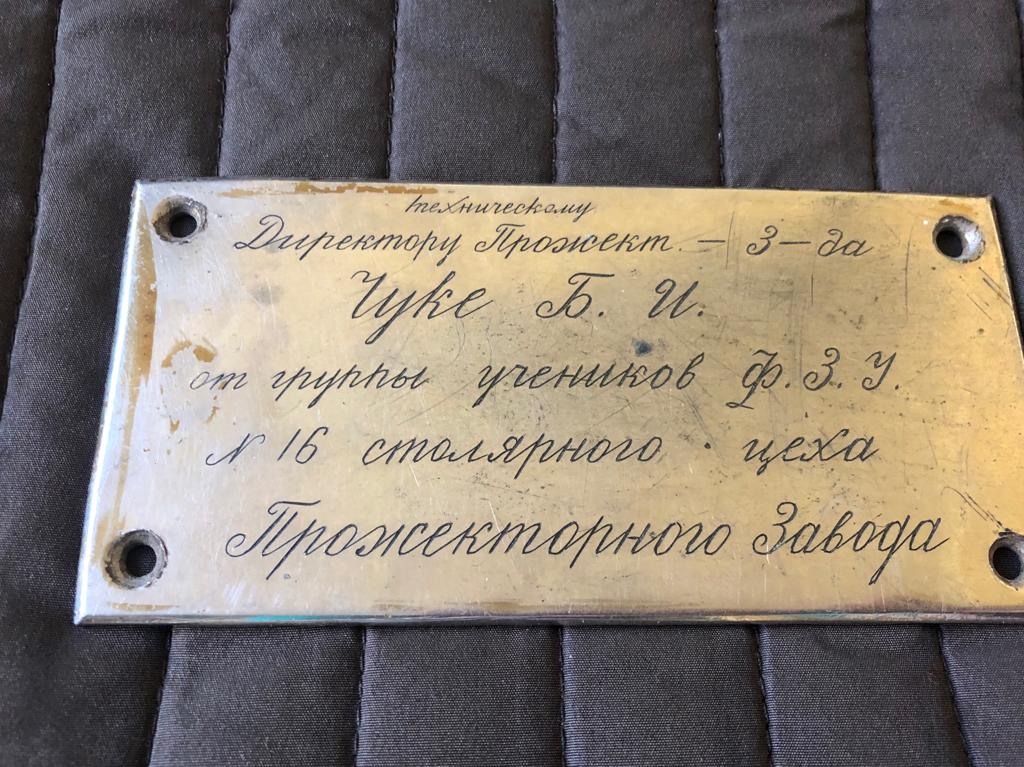 техническому
Директору Прожект. – З – да
Чуке Б. И.
от группы учеников Ф.З.У.
№ 16 столярного цеха
Прожекторного Завода